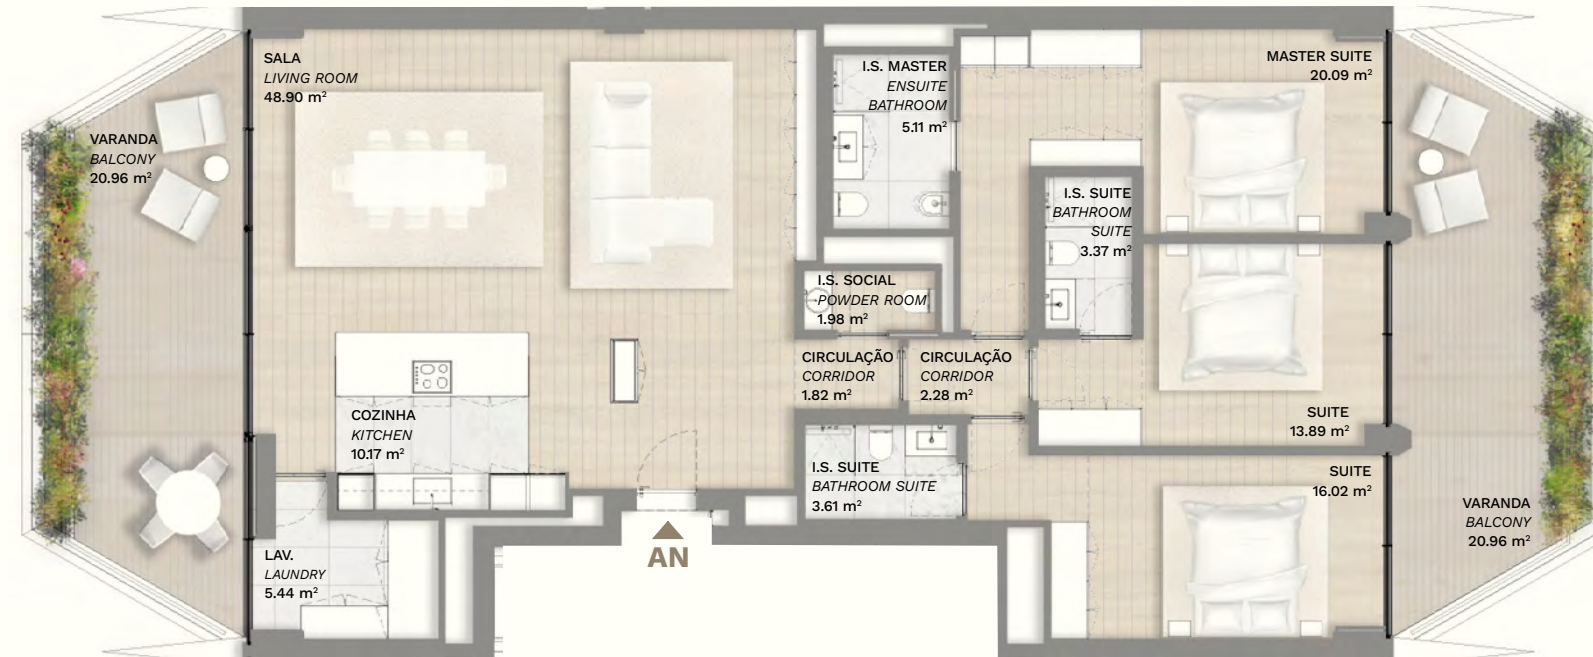 SALA
LIVING ROOM
48.90 m²
VARANDA
BALCONY
20.96 m²
I.S. MASTER
ENSUITE
BATHROOM
5.11 m²
MASTER SUITE
20.09 m²
I.S. SUITE
BATHROOM
SUITE
3.37 m²
I.S. SOCIAL
POWDER ROOM
1.98 m²
CIRCULAÇÃO
CORRIDOR
1.82 m²
CIRCULAÇÃO
CORRIDOR
2.28 m²
COZINHA
KITCHEN
10.17 m²
SUITE
13.89 m²
I.S. SUITE
BATHROOM SUITE
3.61 m²
SUITE
16.02 m²
VARANDA
BALCONY
20.96 m²
LAV.
LAUNDRY
5.44 m²
AN